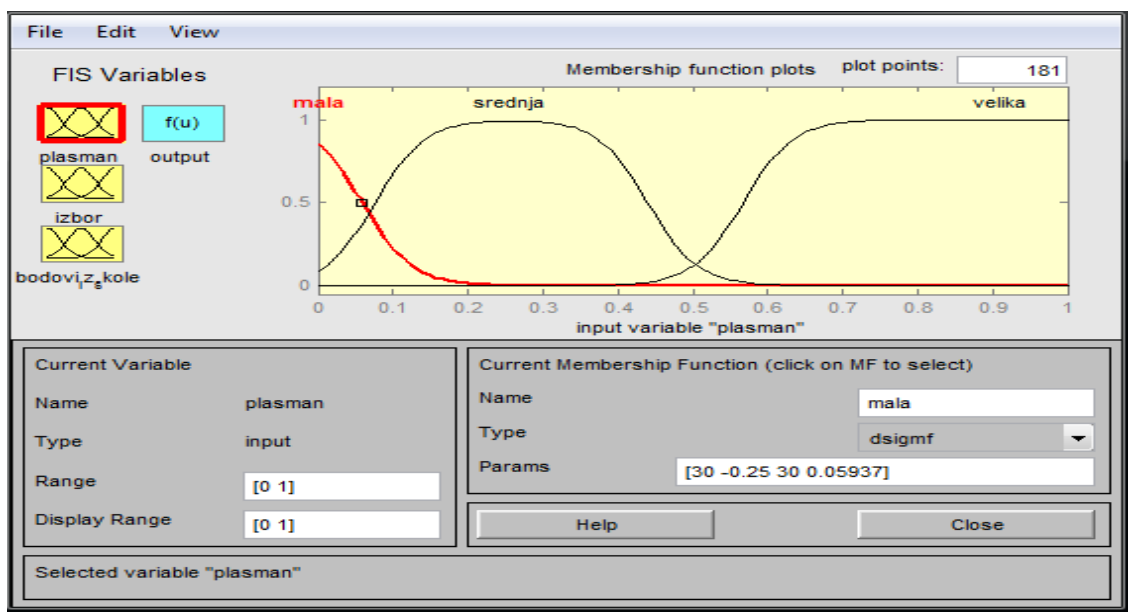 File Edit View
FIS Variables
Membership function plots
plot points: 181
f(u)
plasman output
izbor
bodovi_iz_škole
mala srednja velika
1
0.5
0
0 0.1 0.2 0.3 0.4 0.5 0.6 0.7 0.8 0.9 1
input variable "plasman"
Current Variable
Name plasman
Type input
Range [0 1]
Display Range [0 1]
Current Membership Function (click on MF to select)
Name mala
Type dsigmf
Params [30 -0.25 30 0.05937]
Help Close
Selected variable "plasman"